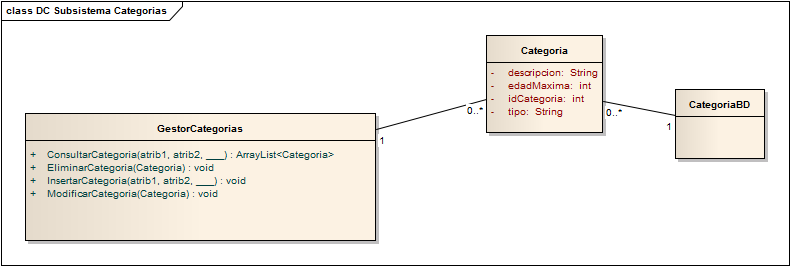 class DC Subsistema Categorias
Categoria
- descripcion: String
- edadMaxima: int
- idCategoria: int
- tipo: String
CategoriaBD
0..*
0..*
1
GestorCategorias
1
+ ConsultarCategoria(atrib1, atrib2, ___) : ArrayList<Categoria>
+ EliminarCategoria(Categoria) : void
+ InsertarCategoria(atrib1, atrib2, ___) : void
+ ModificarCategoria(Categoria) : void